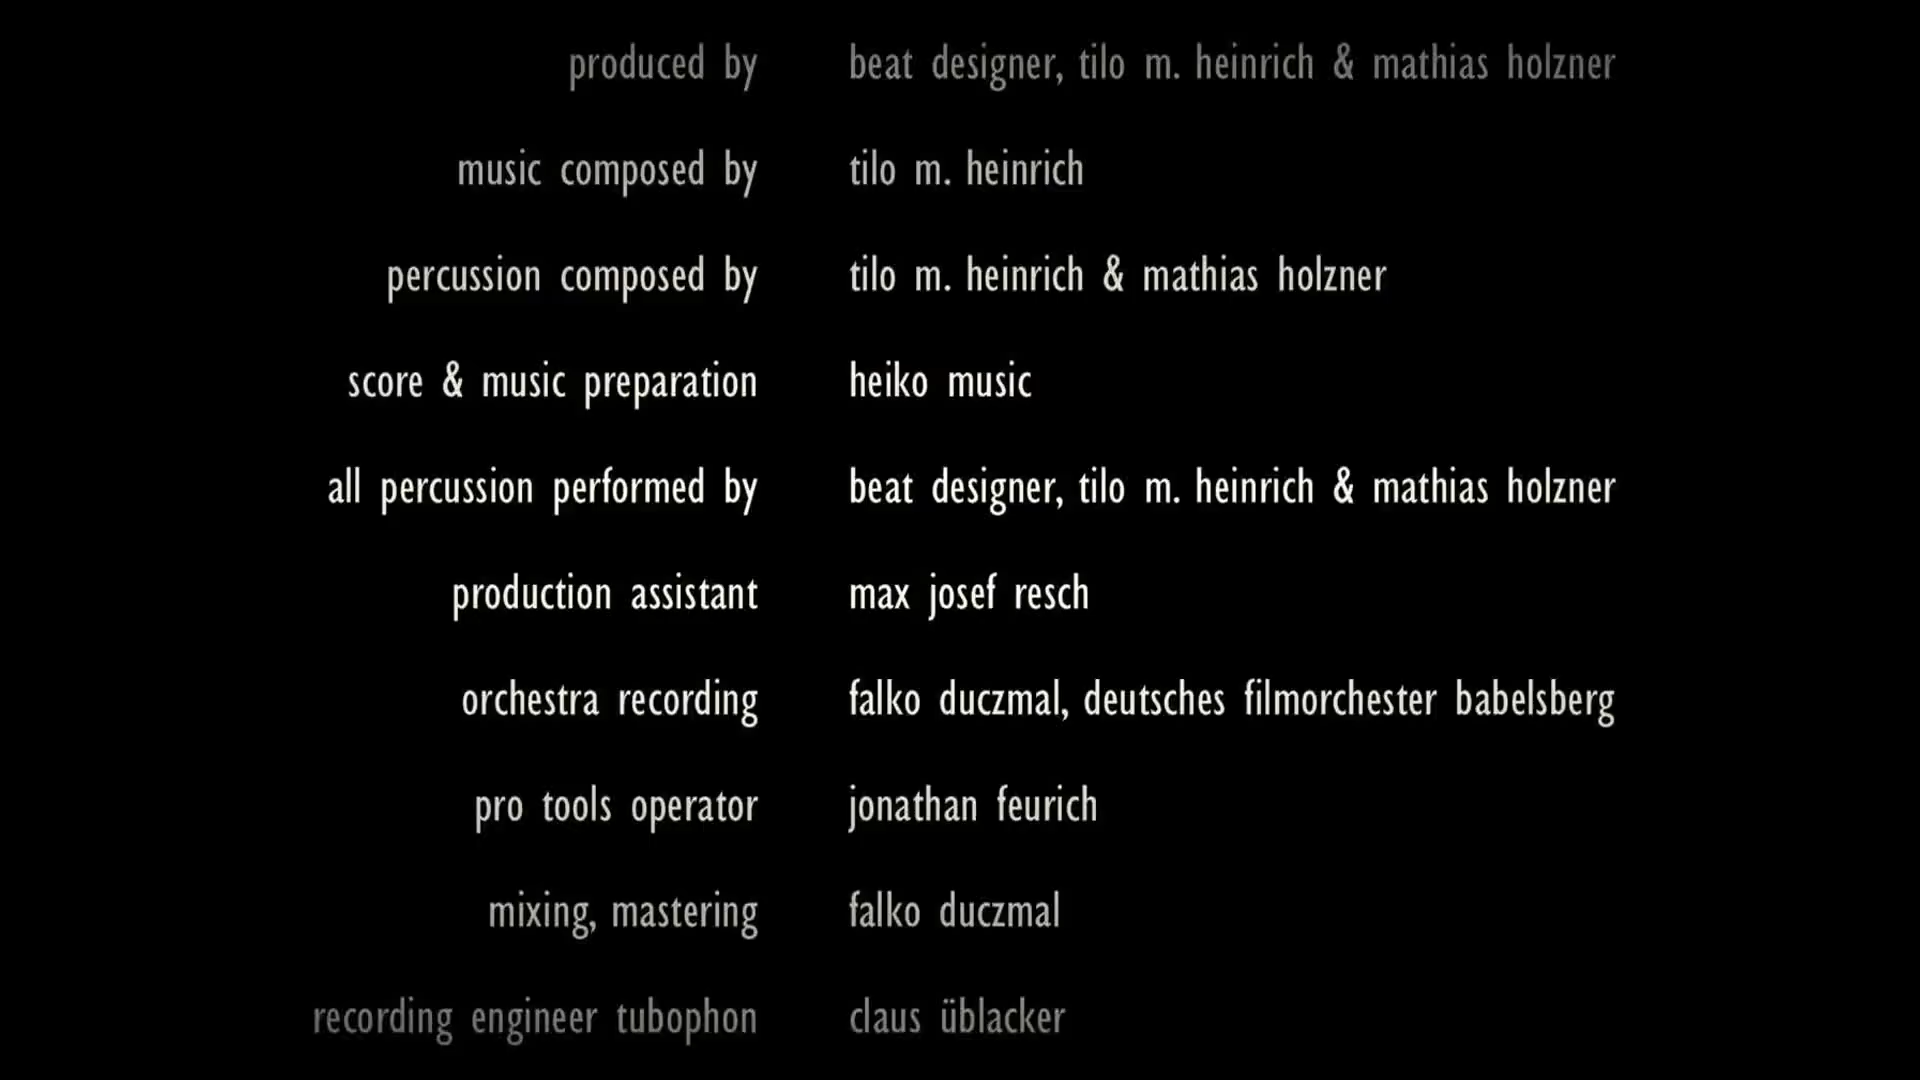 produced by beat designer, tilo m. heinrich & mathias holzner
music composed by tilo m. heinrich
percussion composed by tilo m. heinrich & mathias holzner
score & music preparation heiko music
all percussion performed by beat designer, tilo m. heinrich & mathias holzner
production assistant max josef resch
orchestra recording falko duczmal, deutsches filmorchester babelsberg
pro tools operator jonathan feurich
mixing, mastering falko duczmal
recording engineer tubophon claus üblacker